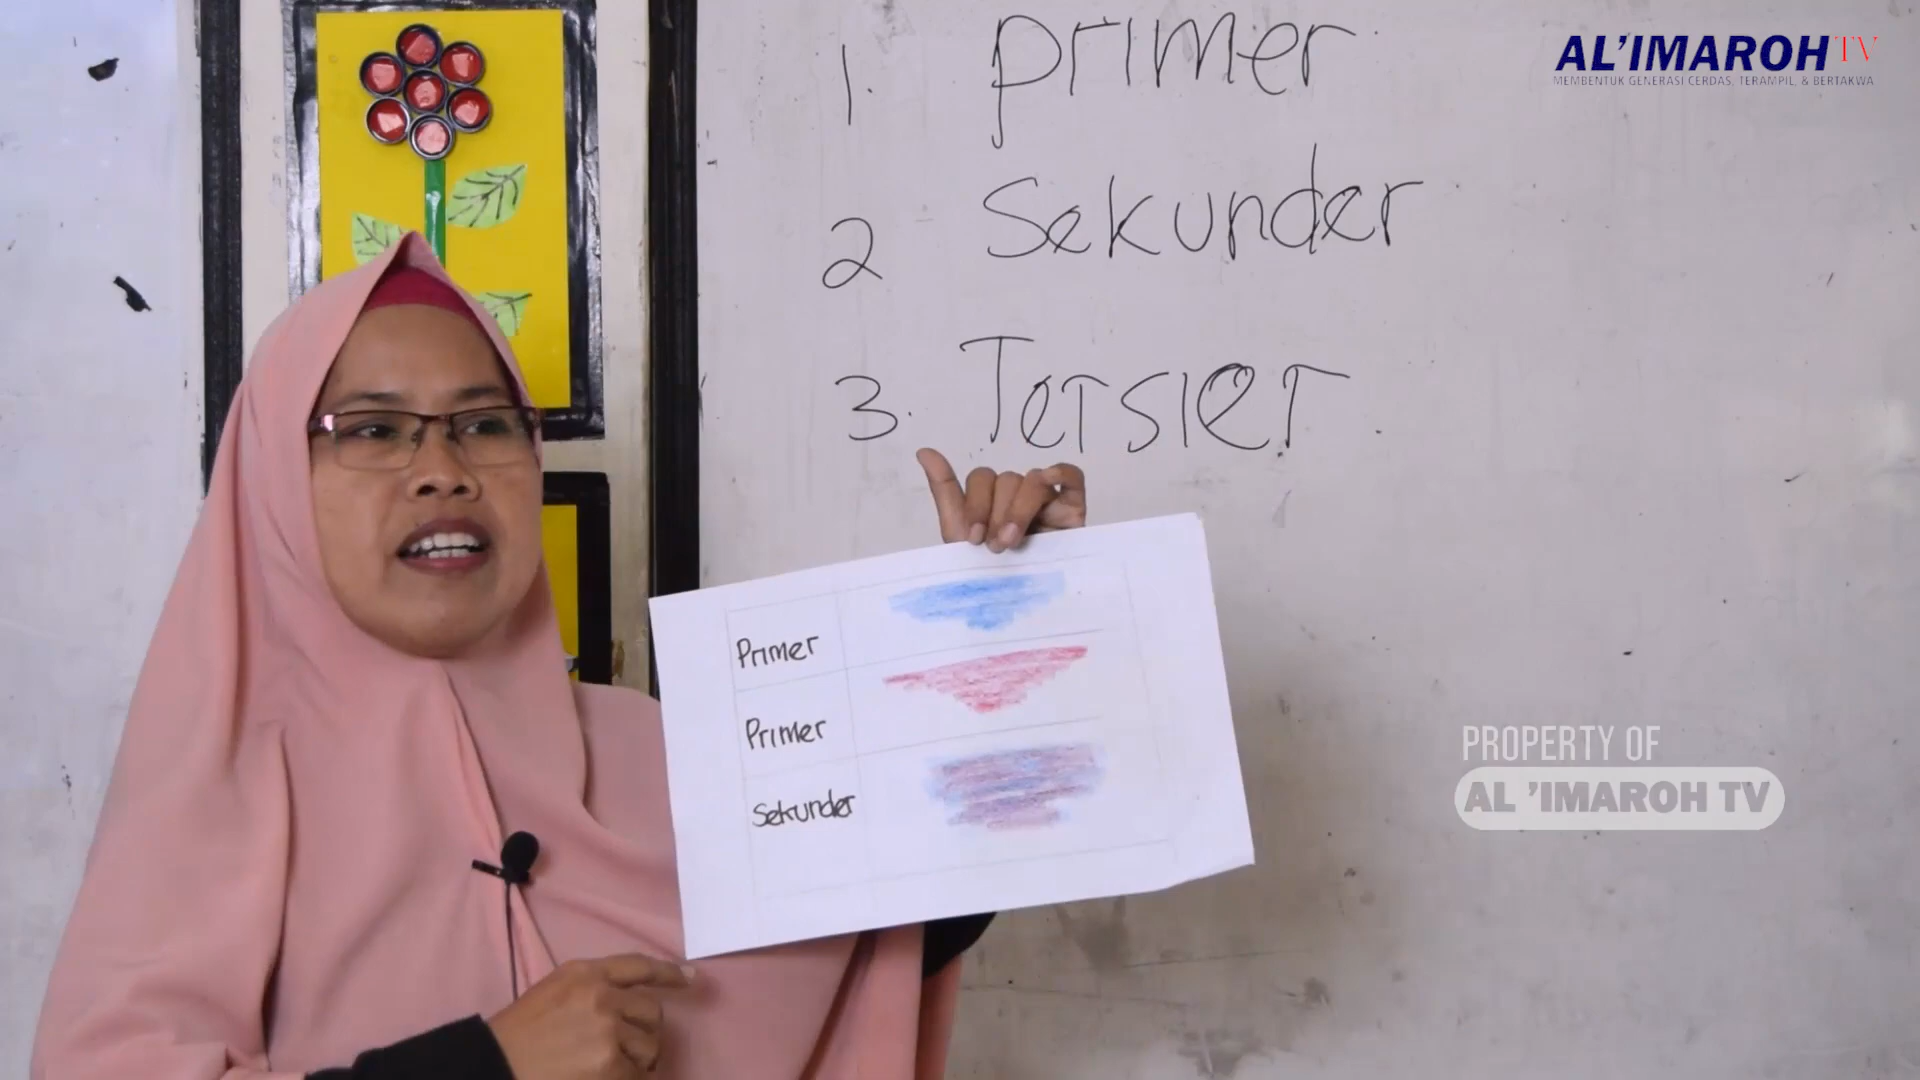 1. Primer
2 Sekunder
3. Tersier
AL'IMAROH TV
MEMBENTUK GENERASI CERDAS, TERAMPIL, & BERTAKWA
Primer
Primer
Sekunder
PROPERTY OF
AL 'IMAROH TV